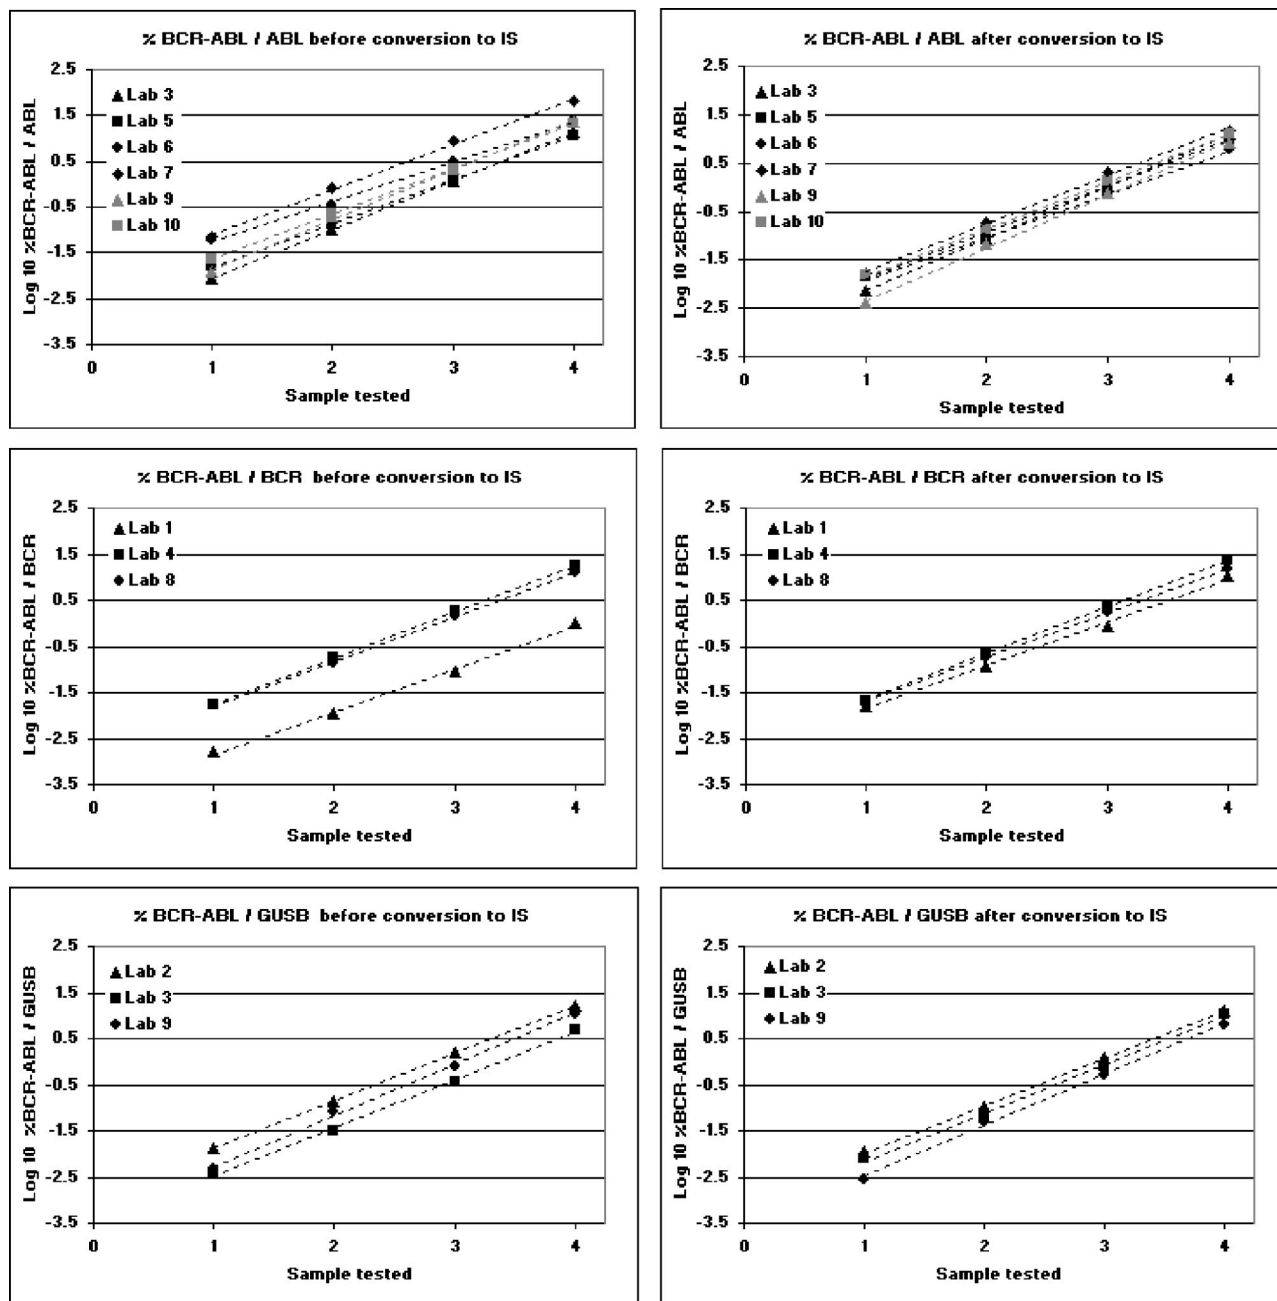 % BCR-ABL / ABL before conversion to IS
Log 10 %BCR-ABL / ABL
2.5
1.5
0.5
-0.5
-1.5
-2.5
-3.5
Lab 3
Lab 5
Lab 6
Lab 7
Lab 9
Lab 10
0 1 2 3 4
Sample tested
% BCR-ABL / ABL after conversion to IS
Log 10 %BCR-ABL / ABL
2.5
1.5
0.5
-0.5
-1.5
-2.5
-3.5
Lab 3
Lab 5
Lab 6
Lab 7
Lab 9
Lab 10
0 1 2 3 4
Sample tested
% BCR-ABL / BCR before conversion to IS
Log 10 %BCR-ABL / BCR
2.5
1.5
0.5
-0.5
-1.5
-2.5
-3.5
Lab 1
Lab 4
Lab 8
0 1 2 3 4
Sample tested
% BCR-ABL / BCR after conversion to IS
Log 10 %BCR-ABL / BCR
2.5
1.5
0.5
-0.5
-1.5
-2.5
-3.5
Lab 1
Lab 4
Lab 8
0 1 2 3 4
Sample tested
% BCR-ABL / GUSB before conversion to IS
Log 10 %BCR-ABL / GUSB
2.5
1.5
0.5
-0.5
-1.5
-2.5
-3.5
Lab 2
Lab 3
Lab 9
0 1 2 3 4
Sample tested
% BCR-ABL / GUSB after conversion to IS
Log 10 %BCR-ABL / GUSB
2.5
1.5
0.5
-0.5
-1.5
-2.5
-3.5
Lab 2
Lab 3
Lab 9
0 1 2 3 4
Sample tested